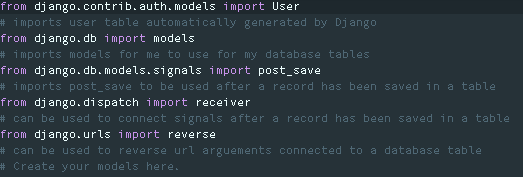 from django.contrib.auth.models import User
# imports user table automatically generated by Django
from django.db import models
# imports models for me to use for my database tables
from django.db.models.signals import post_save
# imports post_save to be used after a record has been saved in a table
from django.dispatch import receiver
# can be used to connect signals after a record has been saved in a table
from django.urls import reverse
# can be used to reverse url arguements connected to a database table
# Create your models here.